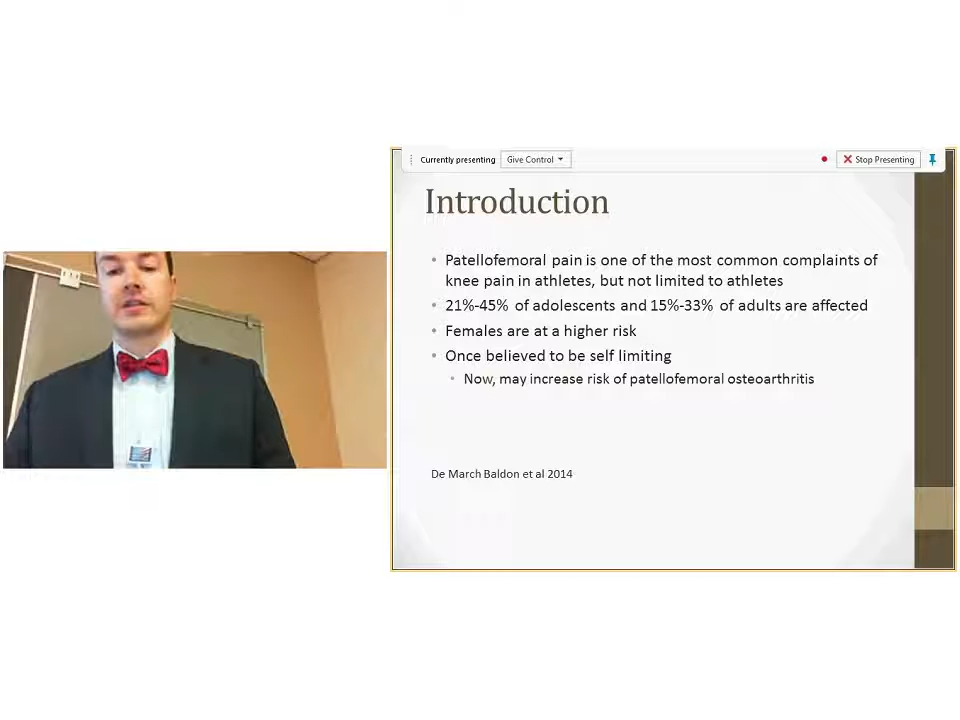 Currently presenting Give Control Stop Presenting
Introduction
Patellofemoral pain is one of the most common complaints of
knee pain in athletes, but not limited to athletes
21%-45% of adolescents and 15%-33% of adults are affected
Females are at a higher risk
Once believed to be self limiting
Now, may increase risk of patellofemoral osteoarthritis
De March Baldon et al 2014